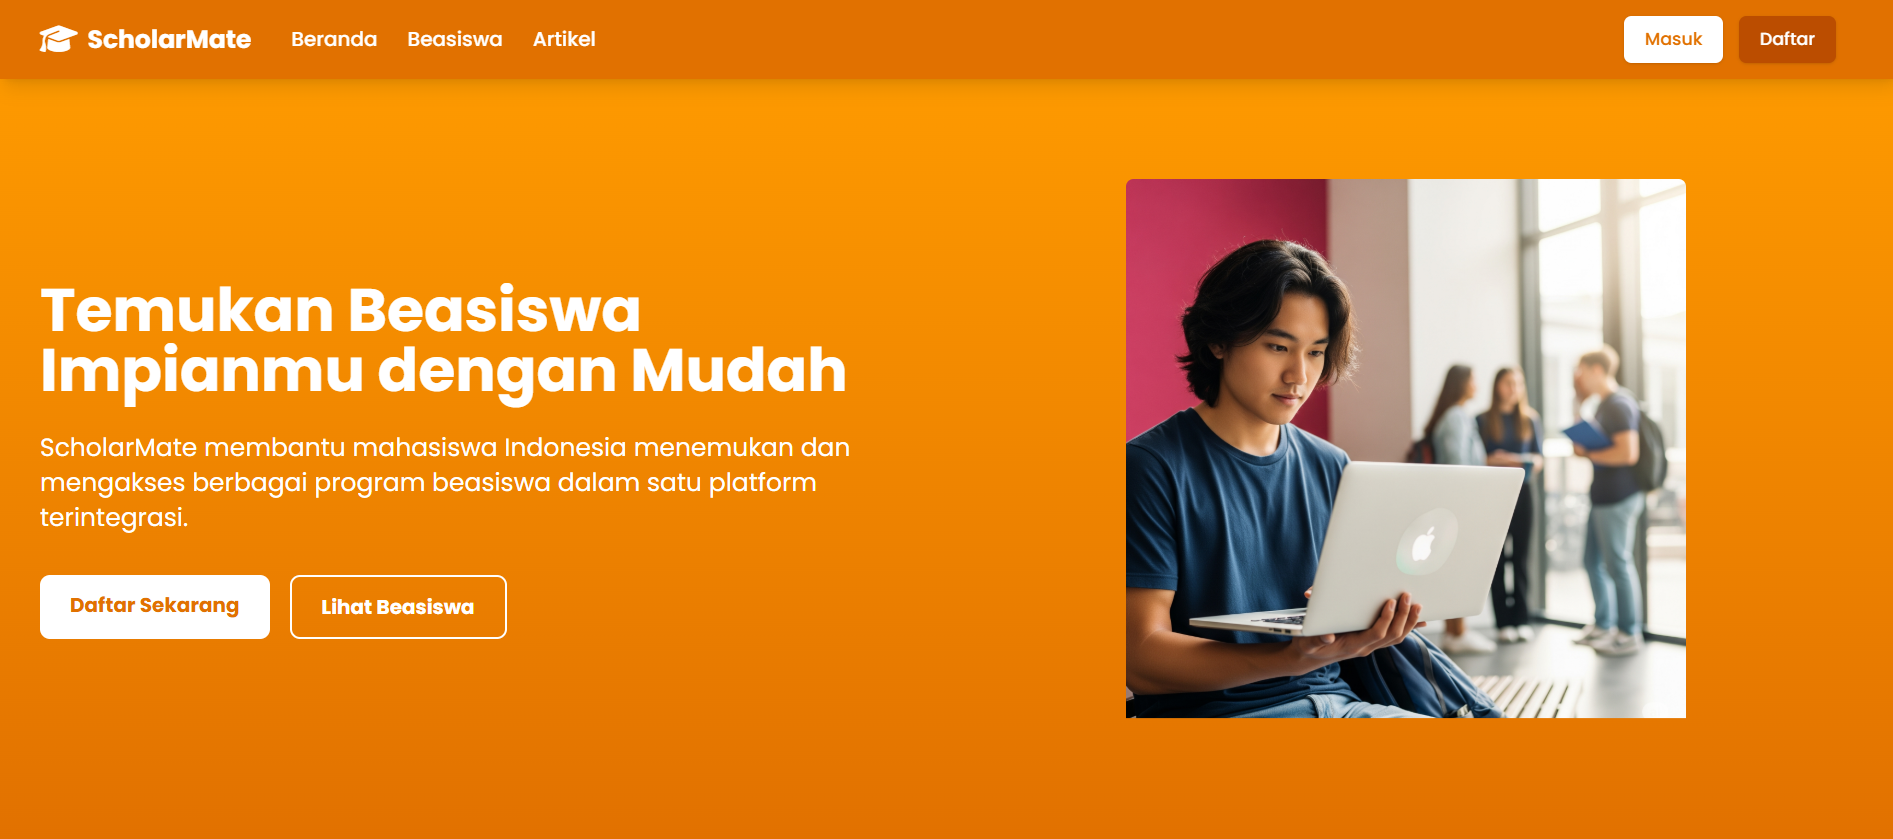 ScholarMate
Beranda
Beasiswa
Artikel
Masuk
Daftar
Temukan Beasiswa
Impianmu dengan Mudah
ScholarMate membantu mahasiswa Indonesia menemukan dan
mengakses berbagai program beasiswa dalam satu platform
terintegrasi.
Daftar Sekarang
Lihat Beasiswa